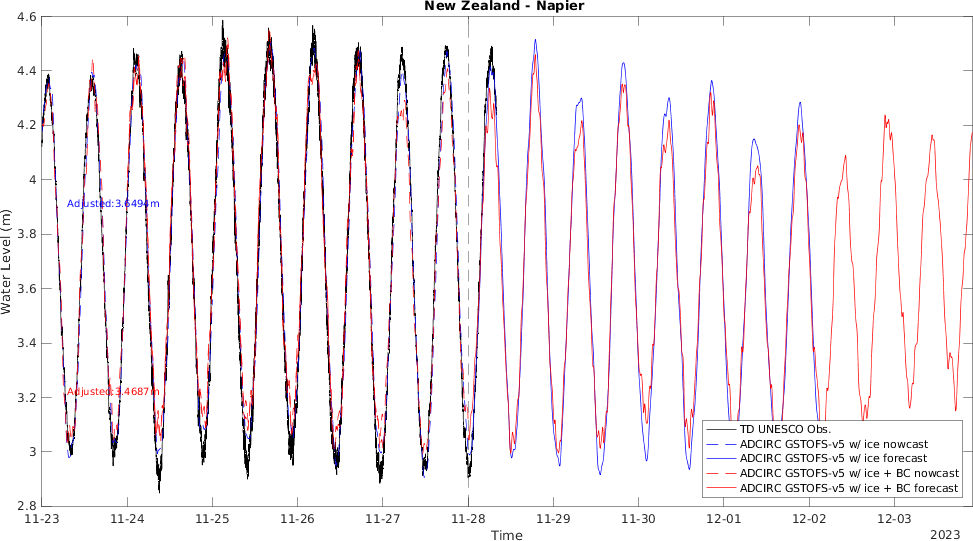 New Zealand - Napier
Water Level (m)
4.6
4.4
4.2
4
3.8
3.6
3.4
3.2
3
2.8
Adjusted:3.6494m
Adjusted:3.4687m
TD UNESCO Obs.
ADCIRC GSTOFS-v5 w/ ice nowcast
ADCIRC GSTOFS-v5 w/ ice forecast
ADCIRC GSTOFS-v5 w/ ice + BC nowcast
ADCIRC GSTOFS-v5 w/ ice + BC forecast
11-23 11-24 11-25 11-26 11-27 11-28 11-29 11-30 12-01 12-02 12-03
Time
2023